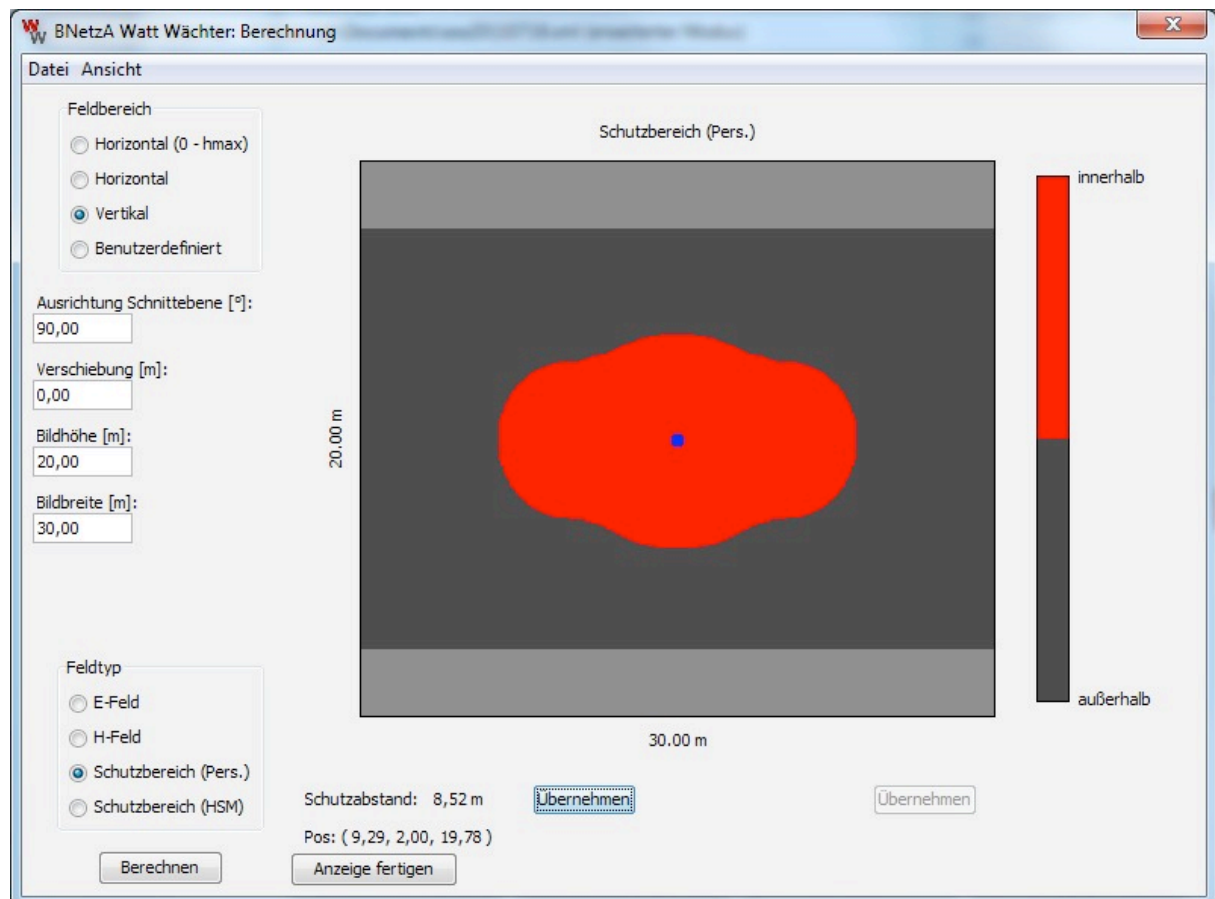 BNetzA Watt Wächter: Berechnung
Datei Ansicht
Feldbereich
Horizontal (0 - hmax)
Horizontal
Vertikal
Benutzerdefiniert
Ausrichtung Schnittebene [°]:
90,00
Verschiebung [m]:
0,00
Bildhöhe [m]:
20,00
Bildbreite [m]:
30,00
Feldtyp
E-Feld
H-Feld
Schutzbereich (Pers.)
Schutzbereich (HSM)
Berechnen
Schutzbereich (Pers.)
20.00 m
30.00 m
innerhalb
außerhalb
Schutzabstand: 8,52 m
Übernehmen
Übernehmen
Pos: ( 9,29, 2,00, 19,78 )
Anzeige fertigen